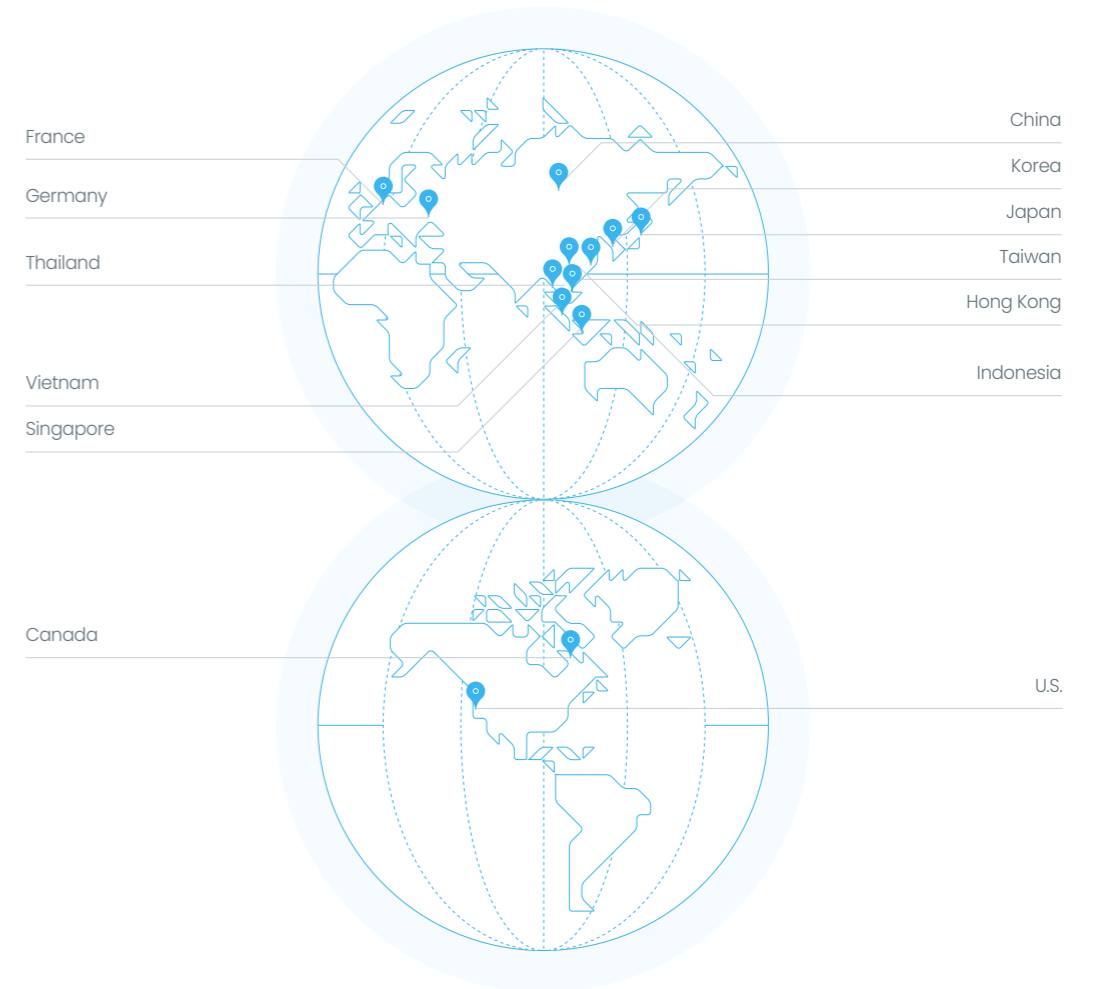 France
Germany
Thailand
Vietnam
Singapore
China
Korea
Japan
Taiwan
Hong Kong
Indonesia
Canada
U.S.